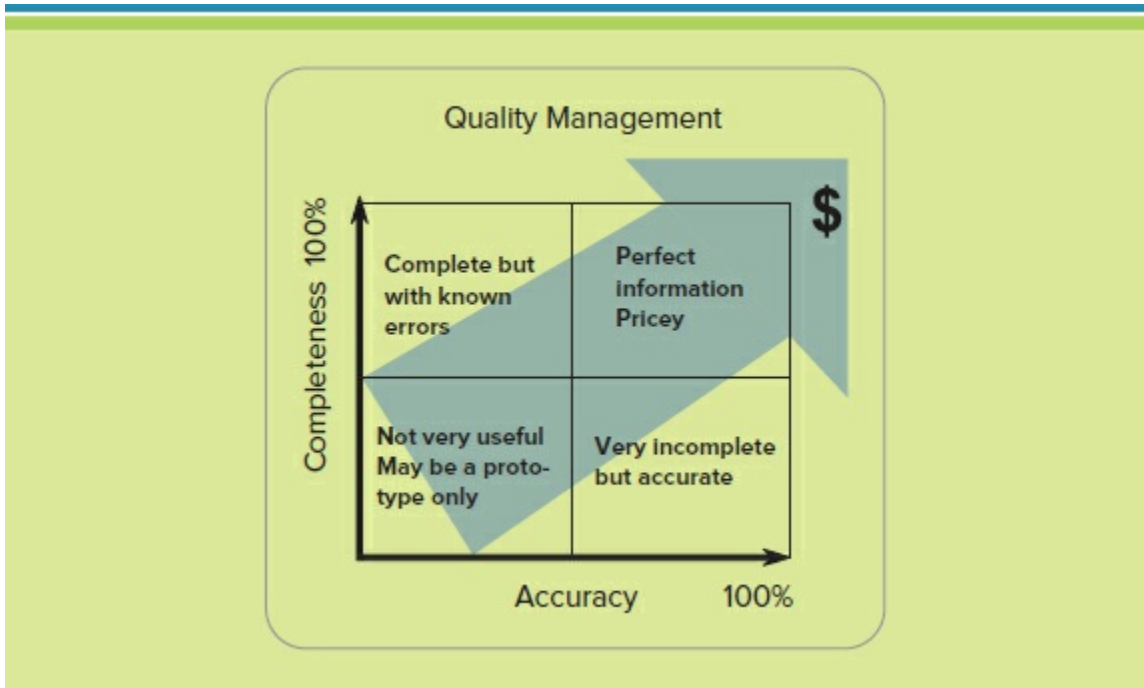 Quality Management
$
Completeness 100%
Complete but
with known
errors
Perfect
information
Pricey
Not very useful
May be a proto-
type only
Very incomplete
but accurate
Accuracy 100%